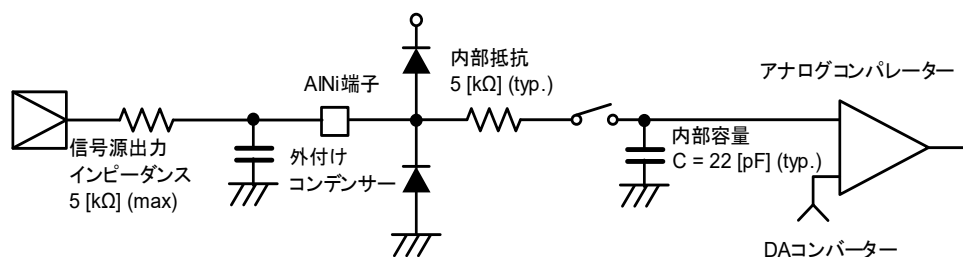 信号源出力
インピーダンス
5 [kΩ] (max)
外付け
コンデンサー
AINi端子
内部抵抗
5 [kΩ] (typ.)
内部容量
C = 22 [pF] (typ.)
アナログコンパレーター
DAコンバーター